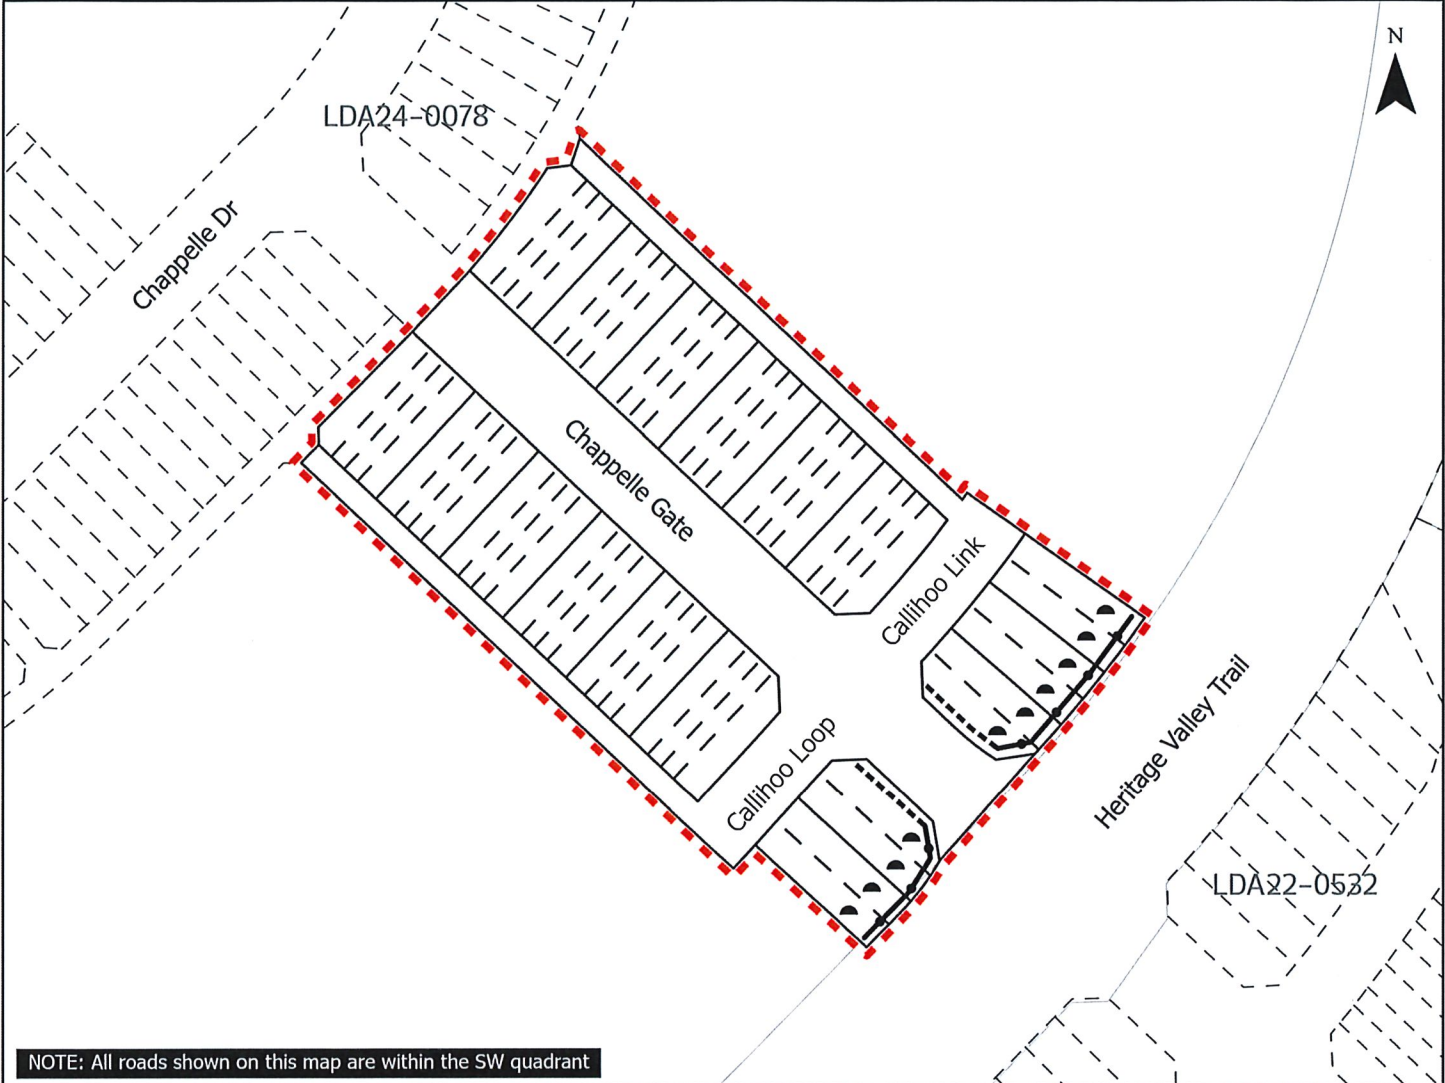 N
LDA24-0078
Chappelle Dr
Chappelle Gate
Callihoo Link
Callihoo Loop
Heritage Valley Trail
LDA22-0532
NOTE: All roads shown on this map are within the SW quadrant